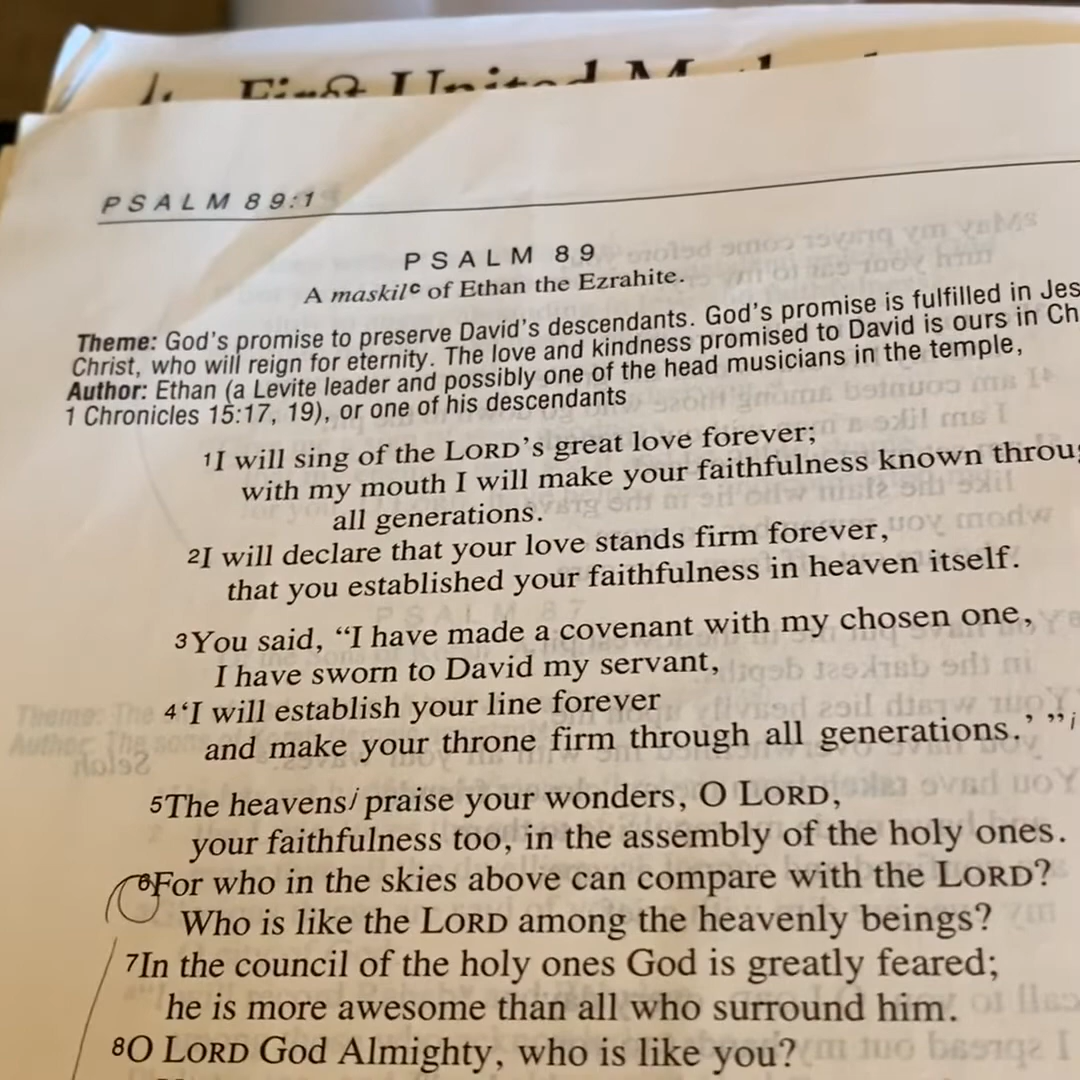 First United
PSALM 89:1
PSALM 89
A maskilᶜ of Ethan the Ezrahite.
Theme: God's promise to preserve David's descendants. God's promise is fulfilled in Jes
Christ, who will reign for eternity. The love and kindness promised to David is ours in Ch
Author: Ethan (a Levite leader and possibly one of the head musicians in the temple,
1 Chronicles 15:17, 19), or one of his descendants
1I will sing of the LORD's great love forever;
with my mouth I will make your faithfulness known throug
all generations.
2I will declare that your love stands firm forever,
that you established your faithfulness in heaven itself.
3You said, “I have made a covenant with my chosen one,
I have sworn to David my servant,
4‘I will establish your line forever
and make your throne firm through all generations.’ ”i
5The heavensj praise your wonders, O LORD,
your faithfulness too, in the assembly of the holy ones.
6For who in the skies above can compare with the LORD?
Who is like the LORD among the heavenly beings?
7In the council of the holy ones God is greatly feared;
he is more awesome than all who surround him.
8O LORD God Almighty, who is like you?